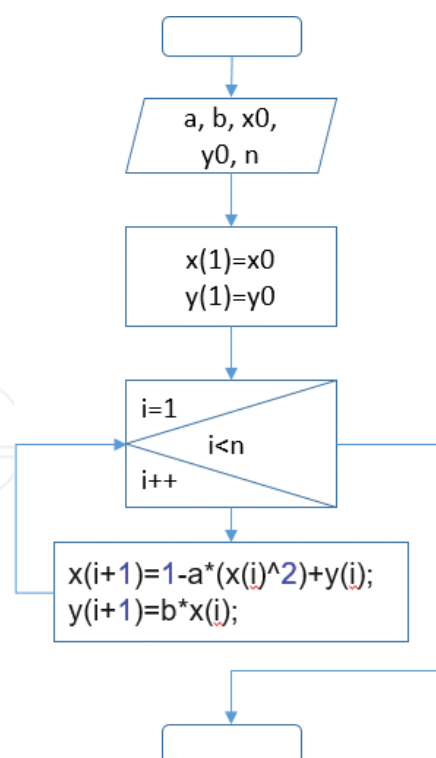 a, b, x0,
y0, n
x(1)=x0
y(1)=y0
i=1
i<n
i++
x(i+1)=1-a*(x(i)^2)+y(i);
y(i+1)=b*x(i);